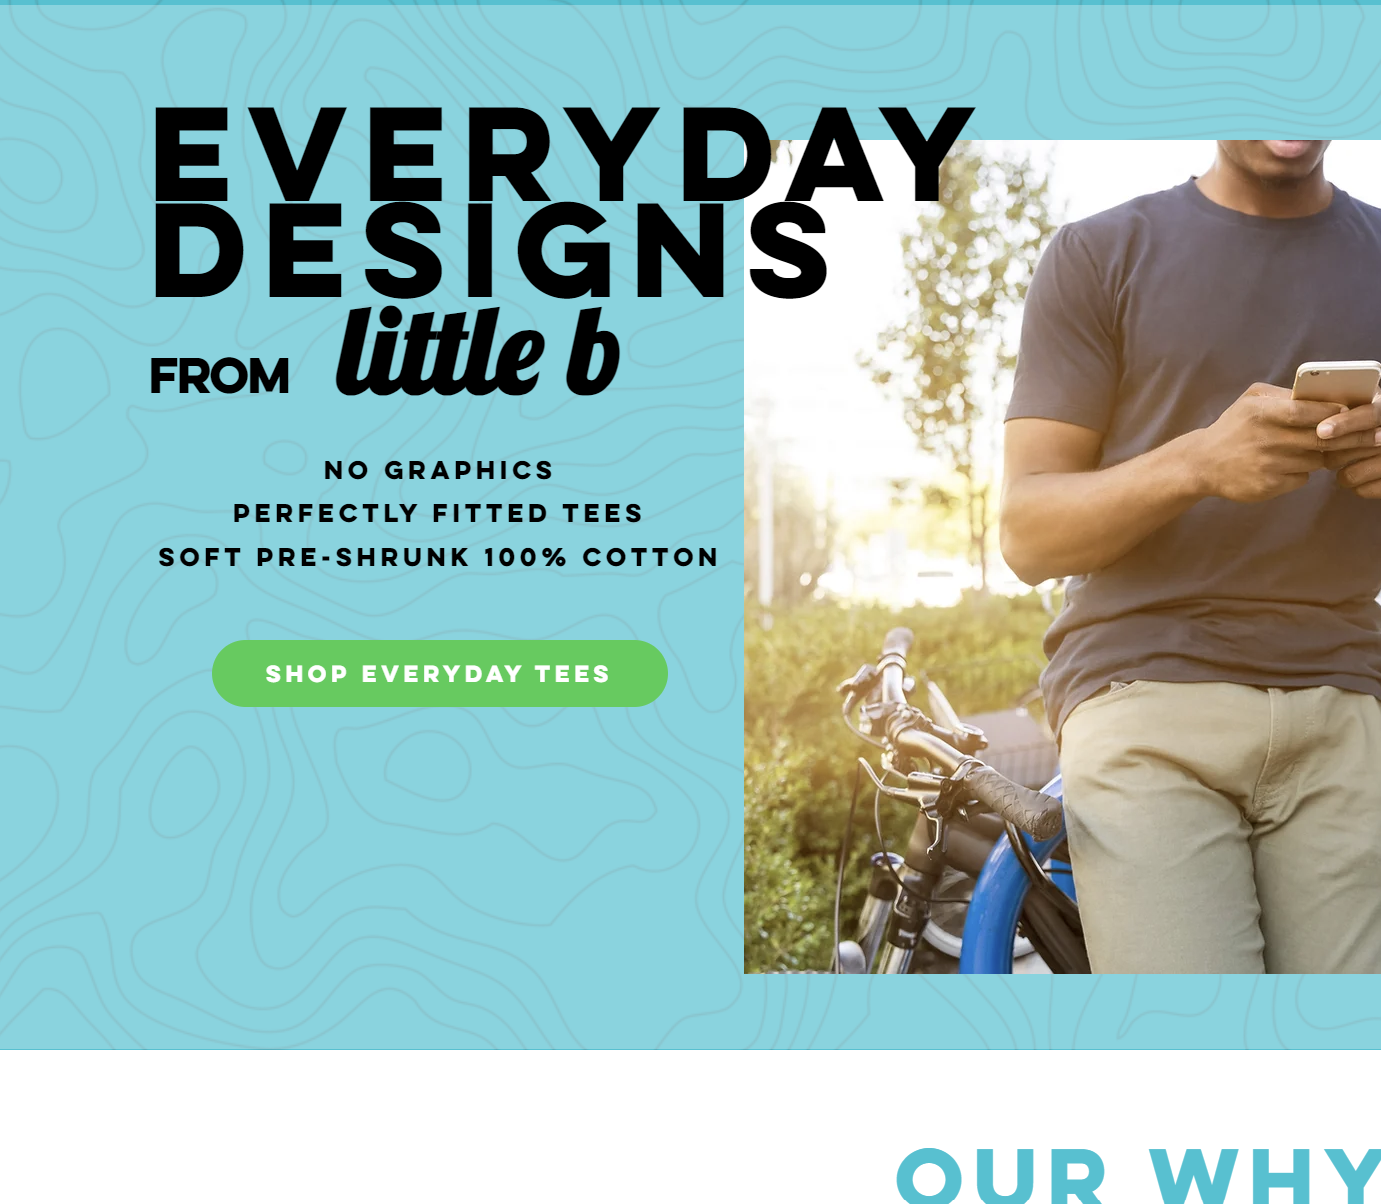 EVERYDAY
DESIGNS
FROM little b
NO GRAPHICS
PERFECTLY FITTED TEES
SOFT PRE-SHRUNK 100% COTTON
SHOP EVERYDAY TEES
OUR WHY